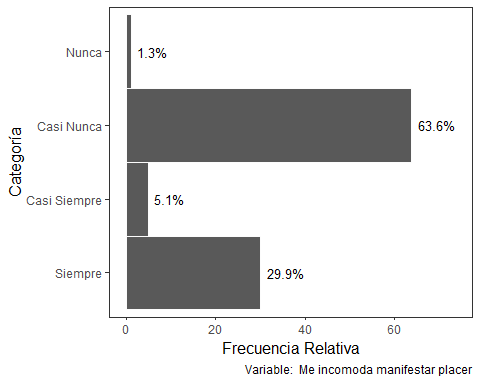 Categoría
Nunca
1.3%
Casi Nunca
63.6%
Casi Siempre
5.1%
Siempre
29.9%
0
20
40
60
Frecuencia Relativa
Variable: Me incomoda manifestar placer